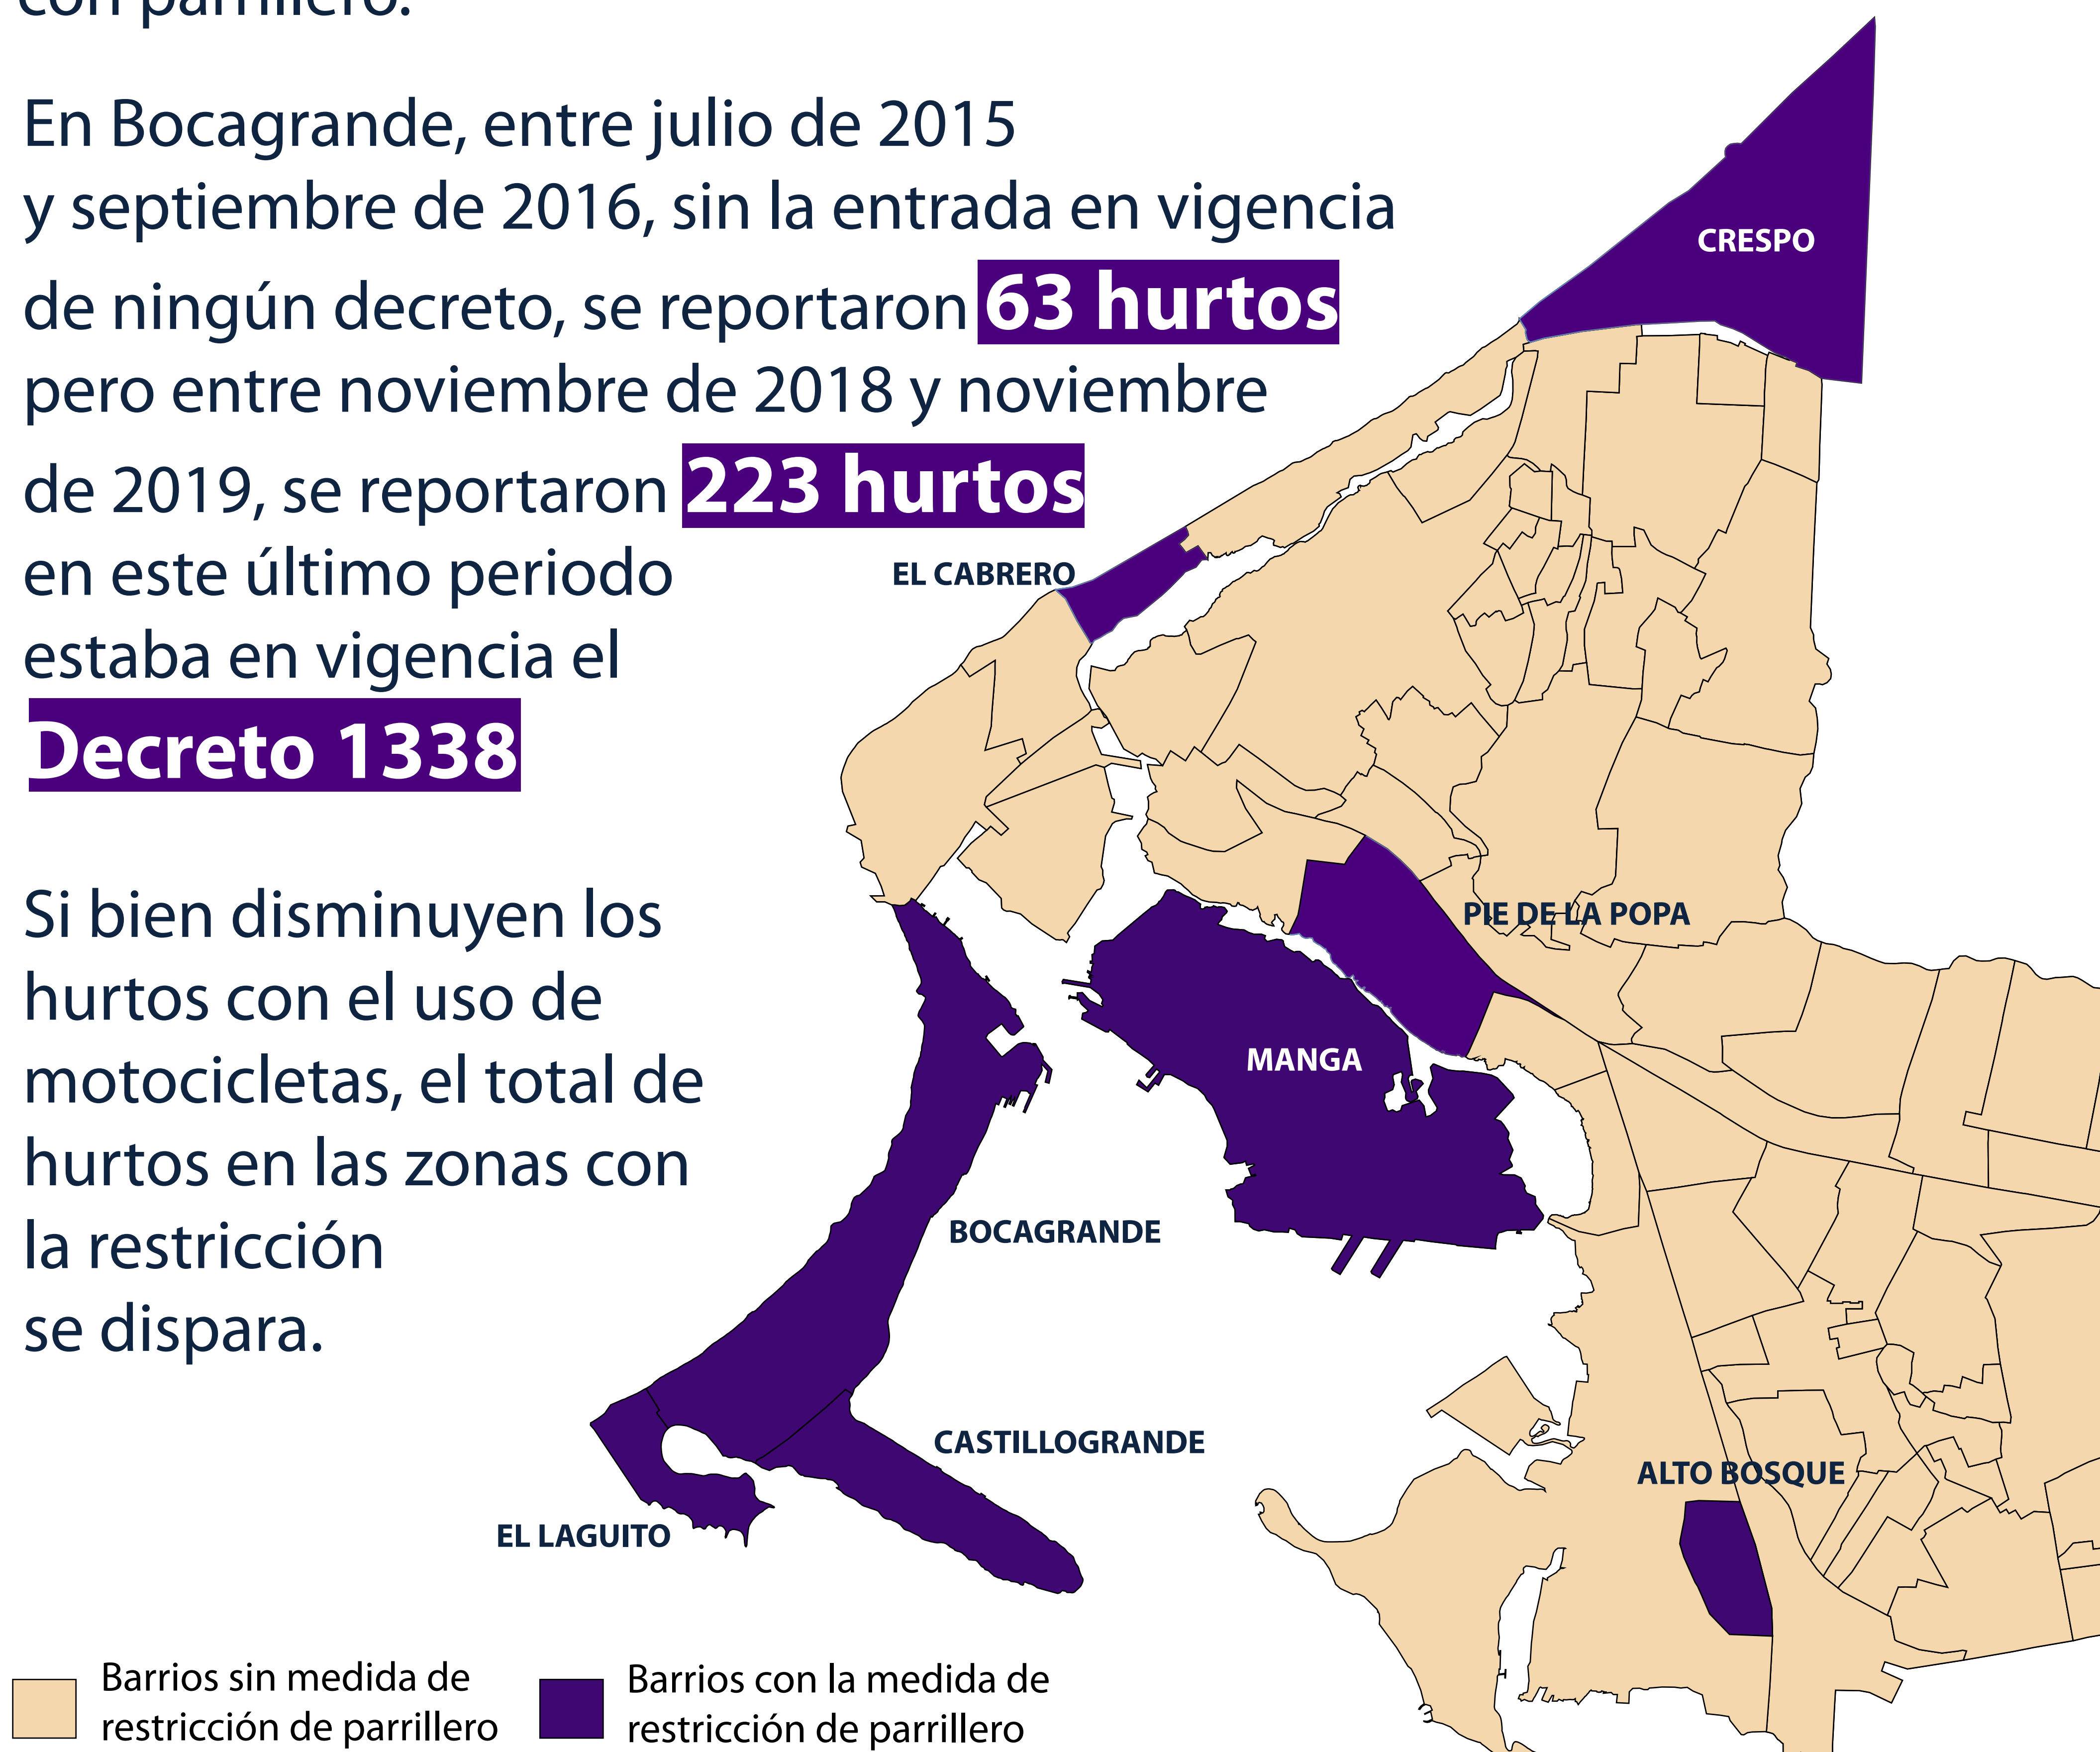 con parrillero.
En Bocagrande, entre julio de 2015
y septiembre de 2016, sin la entrada en vigencia
de ningún decreto, se reportaron 63 hurtos
pero entre noviembre de 2018 y noviembre
de 2019, se reportaron 223 hurtos
en este último periodo
estaba en vigencia el
Decreto 1338
Si bien disminuyen los
hurtos con el uso de
motocicletas, el total de
hurtos en las zonas con
la restricción
se dispara.
CRESPO
EL CABRERO
PIE DE LA POPA
MANGA
BOCAGRANDE
CASTILLOGRANDE
ALTO BOSQUE
EL LAGUITO
Barrios sin medida de
restricción de parrillero
Barrios con la medida de
restricción de parrillero